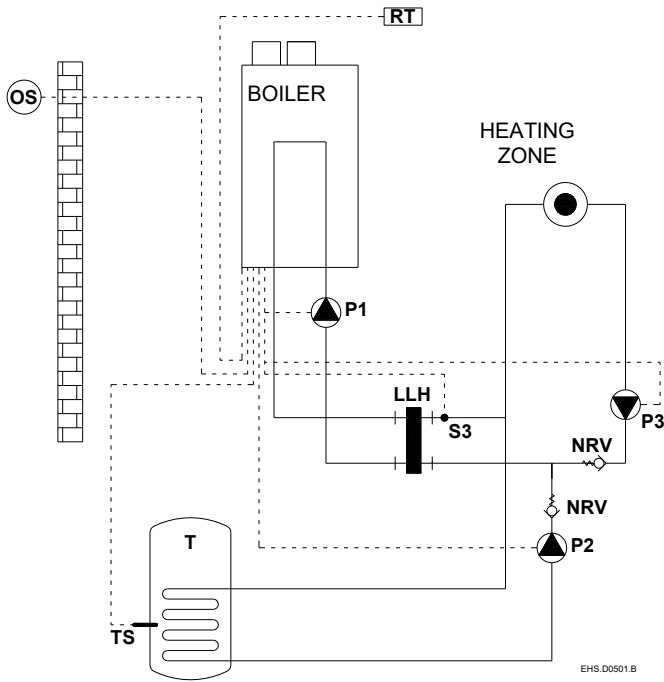 RT
OS
BOILER
HEATING
ZONE
P1
LLH
S3
P3
NRV
NRV
T
P2
TS
EHS.D0501.B